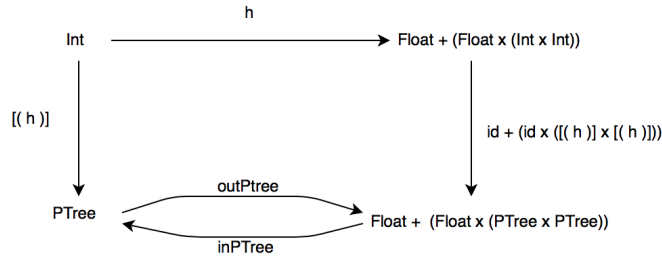 h
Int
Float + (Float x (Int x Int))
[( h )]
id + (id x ([( h )] x [( h )]))
outPtree
PTree
Float + (Float x (PTree x PTree))
inPTree